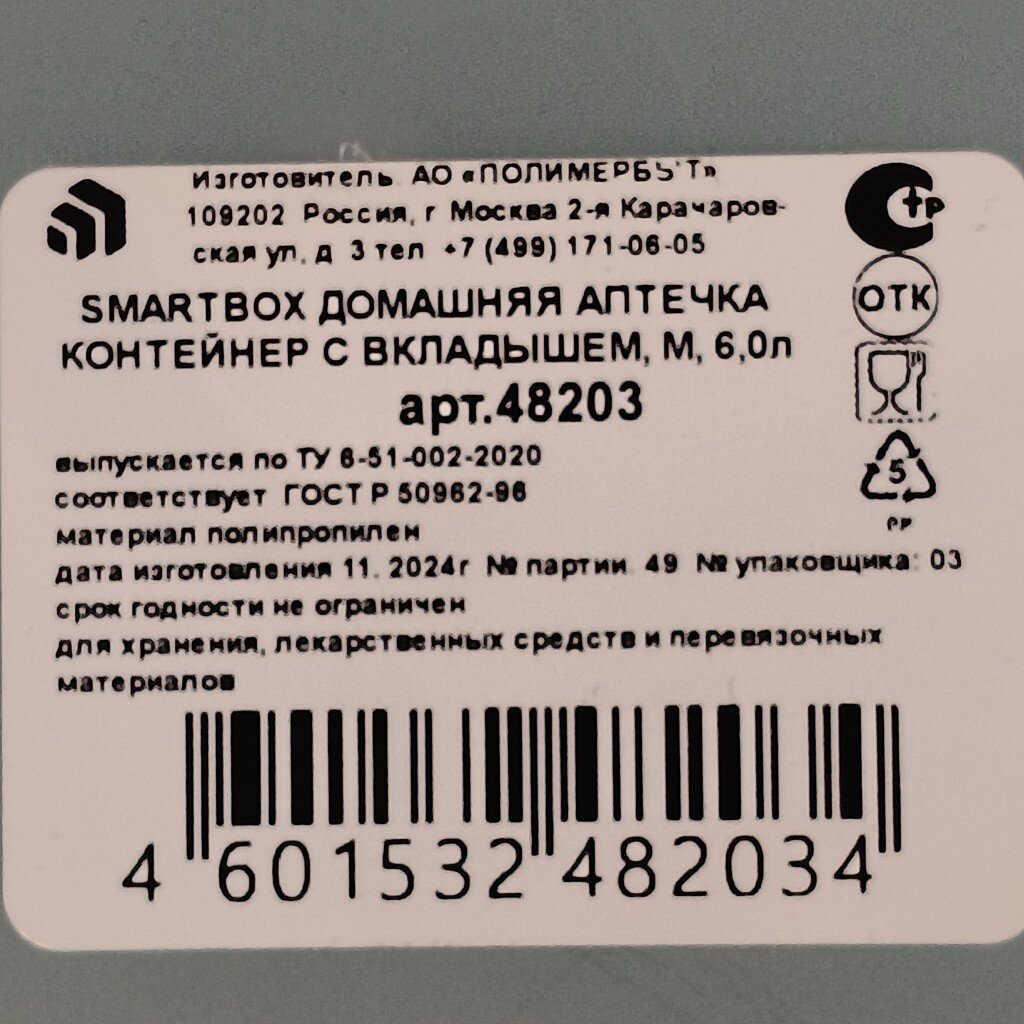 Изготовитель АО «ПОЛИМЕРБЫТ»
109202 Россия, г Москва 2-я Карачаров-
ская ул, д 3 тел +7 (499) 171-06-05
SMARTBOX ДОМАШНЯЯ АПТЕЧКА
КОНТЕЙНЕР С ВКЛАДЫШЕМ, М, 6,0л
арт.48203
выпускается по ТУ 6-51-002-2020
соответствует ГОСТ Р 50962-96
материал полипропилен
дата изготовления 11. 2024г № партии 49 № упаковщика: 03
срок годности не ограничен
для хранения, лекарственных средств и перевязочных
материалов
4 601532 482034
тр
ОТК
5
PP